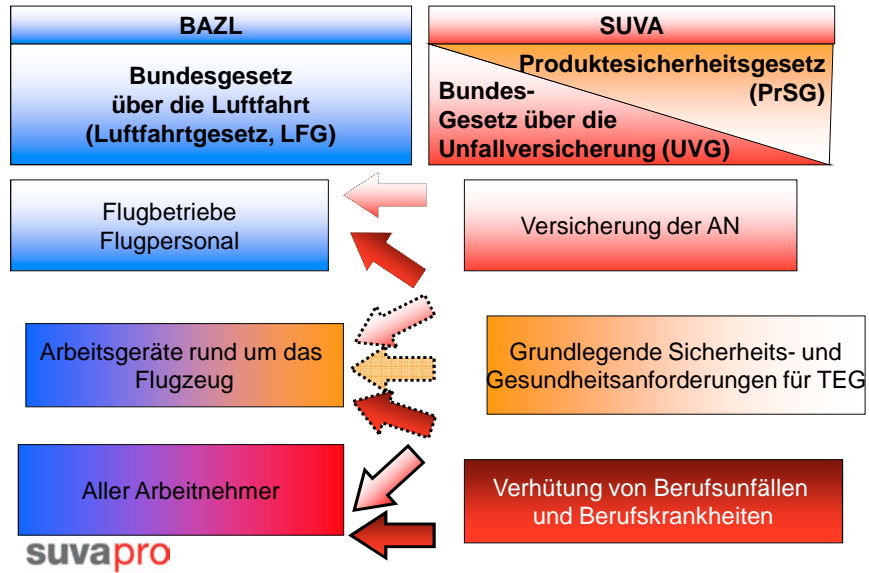 BAZL
Bundesgesetz
über die Luftfahrt
(Luftfahrtgesetz, LFG)
SUVA
Produktesicherheitsgesetz
(PrSG)
Bundes-
Gesetz über die
Unfallversicherung (UVG)
Flugbetriebe
Flugpersonal
Versicherung der AN
Arbeitsgeräte rund um das
Flugzeug
Grundlegende Sicherheits- und
Gesundheitsanforderungen für TEG
Aller Arbeitnehmer
Verhütung von Berufsunfällen
und Berufskrankheiten
suvapro